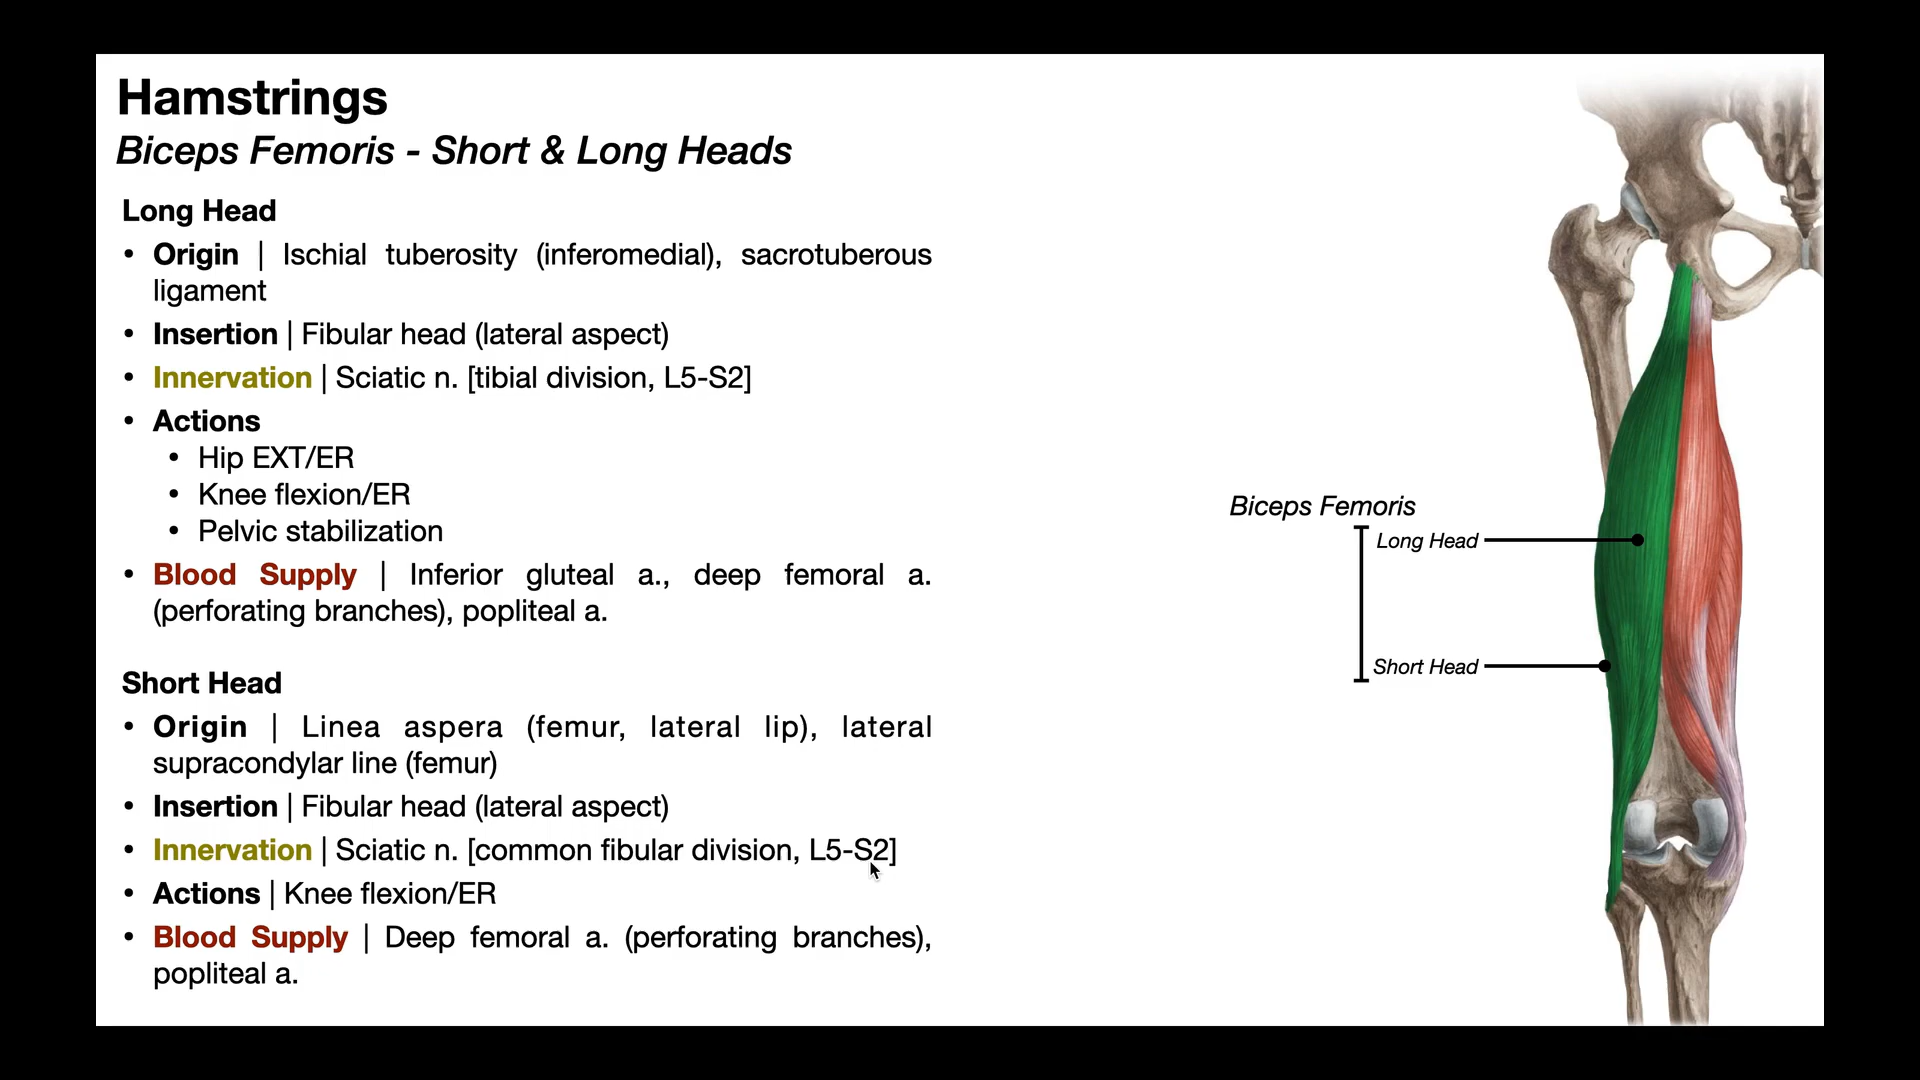 Hamstrings
Biceps Femoris - Short & Long Heads
Long Head
• Origin | Ischial tuberosity (inferomedial), sacrotuberous
ligament
• Insertion | Fibular head (lateral aspect)
• Innervation | Sciatic n. [tibial division, L5-S2]
• Actions
• Hip EXT/ER
• Knee flexion/ER
• Pelvic stabilization
• Blood Supply | Inferior gluteal a., deep femoral a.
(perforating branches), popliteal a.
Short Head
• Origin | Linea aspera (femur, lateral lip), lateral
supracondylar line (femur)
• Insertion | Fibular head (lateral aspect)
• Innervation | Sciatic n. [common fibular division, L5-S2]
• Actions | Knee flexion/ER
• Blood Supply | Deep femoral a. (perforating branches),
popliteal a.
Biceps Femoris
Long Head
Short Head